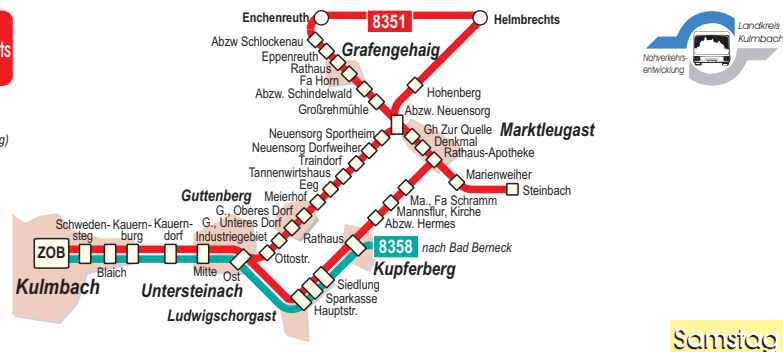 ts
g)
Enchenreuth
8351
Helmbrechts
Landkreis
Kulmbach
Nahverkehrs-
entwicklung
Abzw Schlockenau
Grafengehaig
Eppenreuth
Rathaus
Fa Horn
Abzw. Schindelwald
Großrehmühle
Hohenberg
Abzw. Neuensorg
Gh Zur Quelle
Marktleugast
Denkmal
Rathaus-Apotheke
Neuensorg Sportheim
Neuensorg Dorfweiher
Traindorf
Tannenwirtshaus
Eeg
Meierhof
Marienweiher
Steinbach
Guttenberg
G., Oberes Dorf
G., Unteres Dorf
Industriegebiet
Ottostr.
Ma., Fa Schramm
Mannsflur, Kirche
Abzw. Hermes
Rathaus
8358 nach Bad Berneck
Kupferberg
Schweden-
steg
Kauern-
burg
Kauern-
dorf
ZOB
Blaich
Mitte
Ost
Kulmbach
Untersteinach
Siedlung
Sparkasse
Hauptstr.
Ludwigschorgast
Samstag